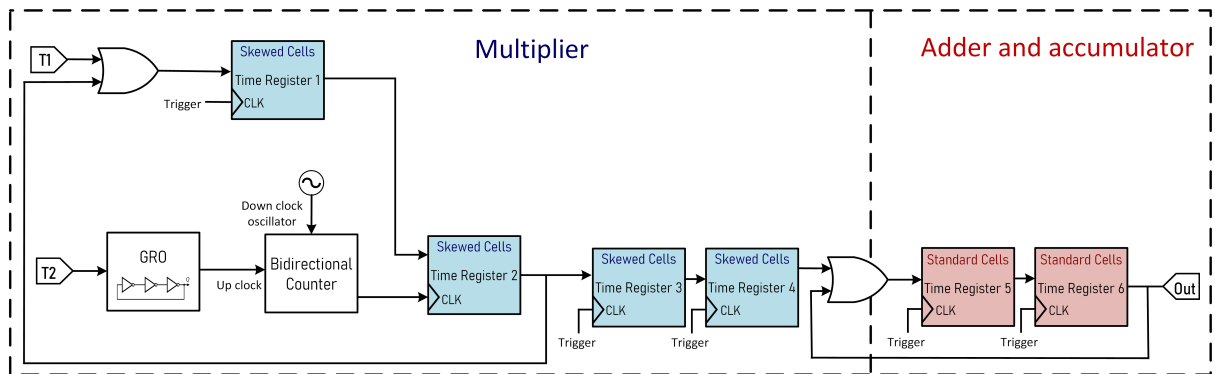 Multiplier
Adder and accumulator
T1
Skewed Cells
Time Register 1
CLK
Trigger
Down clock
oscillator
T2
GRO
Up clock
Bidirectional
Counter
Skewed Cells
Time Register 2
CLK
Skewed Cells
Time Register 3
CLK
Trigger
Skewed Cells
Time Register 4
CLK
Trigger
Standard Cells
Time Register 5
CLK
Trigger
Standard Cells
Time Register 6
CLK
Trigger
Out